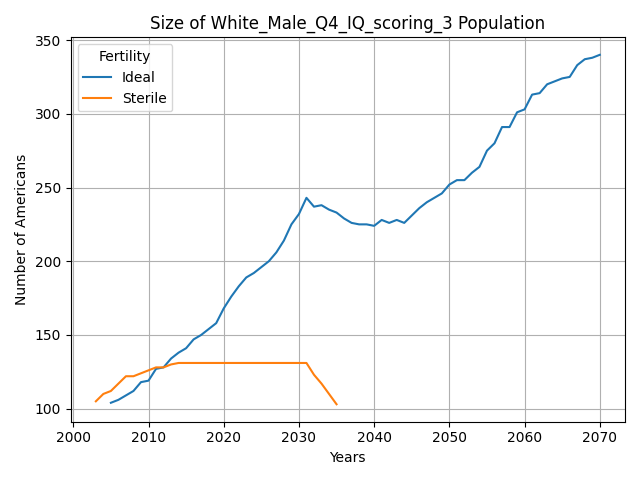 Size of White_Male_Q4_IQ_scoring_3 Population
Fertility
Ideal
Sterile
Number of Americans
350
300
250
200
150
100
2000 2010 2020 2030 2040 2050 2060 2070
Years